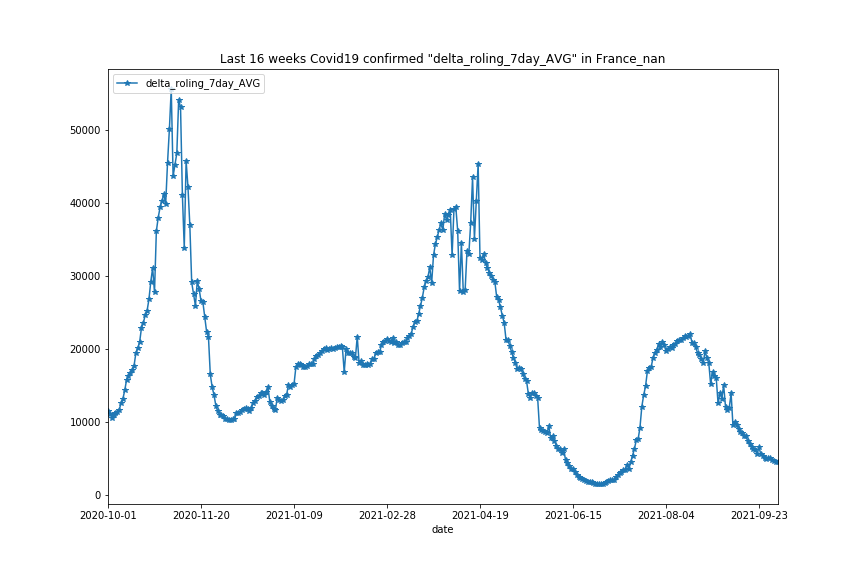 Last 16 weeks Covid19 confirmed "delta_roling_7day_AVG" in France_nan
delta_roling_7day_AVG
50000
40000
30000
20000
10000
0
2020-10-01 2020-11-20 2021-01-09 2021-02-28 2021-04-19 2021-06-15 2021-08-04 2021-09-23
date